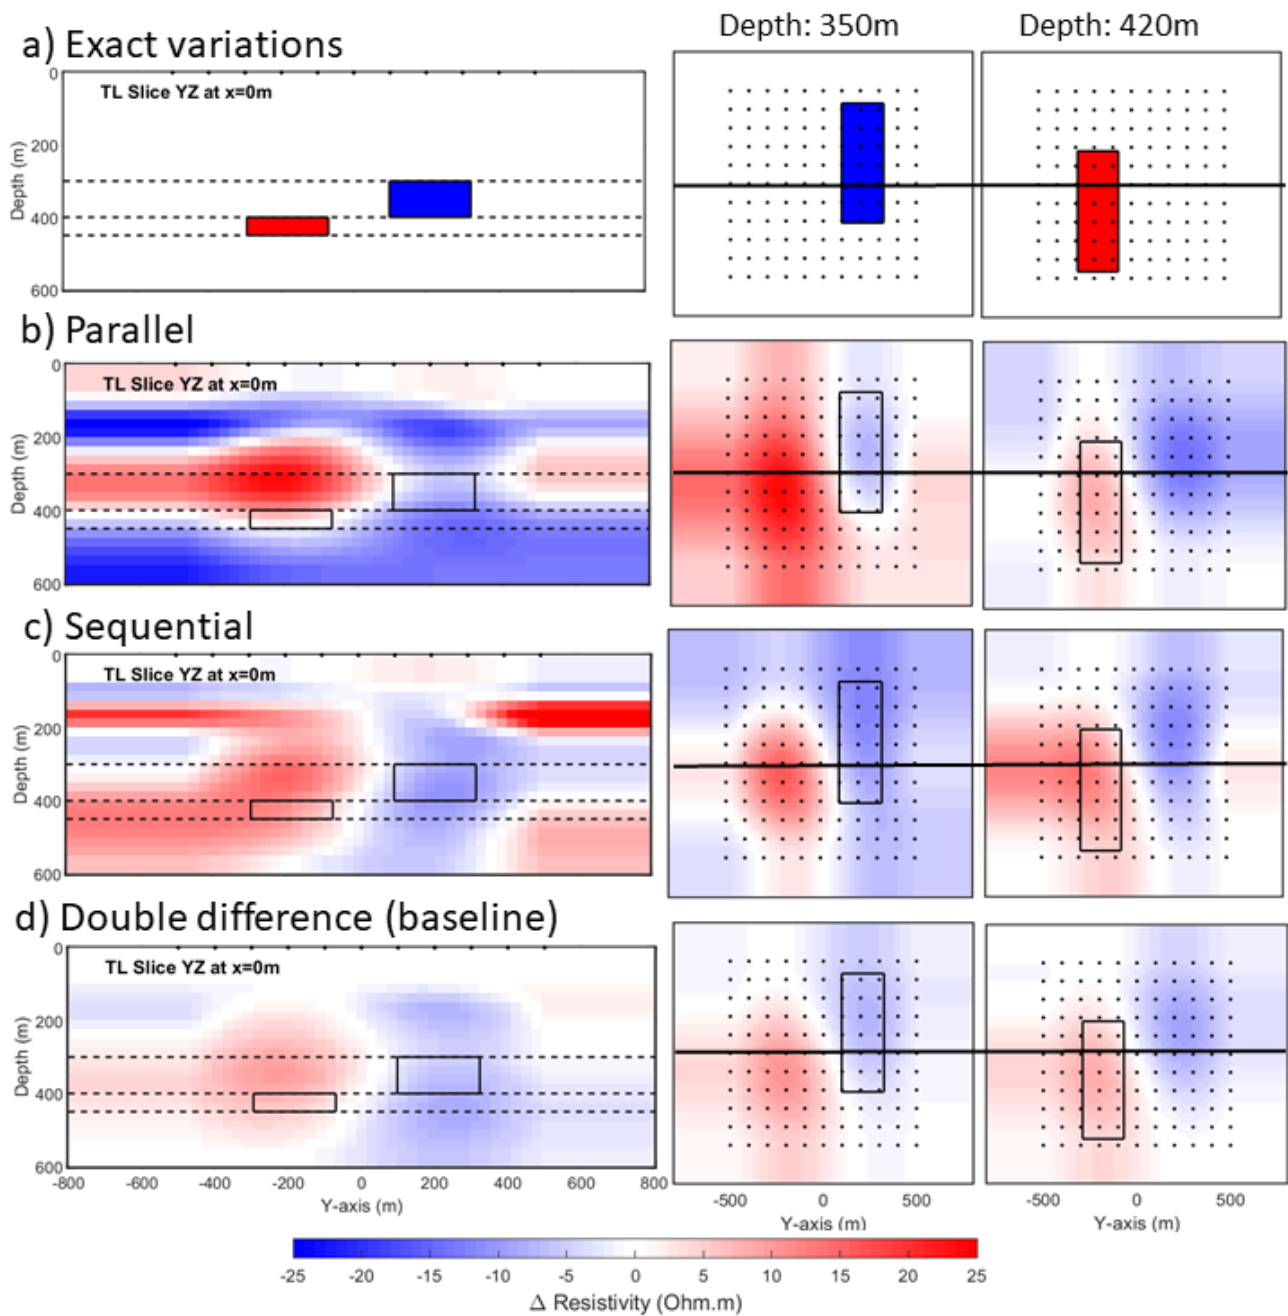 Depth: 350m Depth: 420m
a) Exact variations
TL Slice YZ at x=0m
0
200
400
600
Depth (m)
b) Parallel
TL Slice YZ at x=0m
0
200
400
600
Depth (m)
c) Sequential
TL Slice YZ at x=0m
0
200
400
600
Depth (m)
d) Double difference (baseline)
TL Slice YZ at x=0m
0
200
400
600
Depth (m)
-800 -600 -400 -200 0 200 400 600 800
Y-axis (m)
-500 0 500
Y-axis (m)
-500 0 500
Y-axis (m)
-25 -20 -15 -10 -5 0 5 10 15 20 25
Δ Resistivity (Ohm.m)